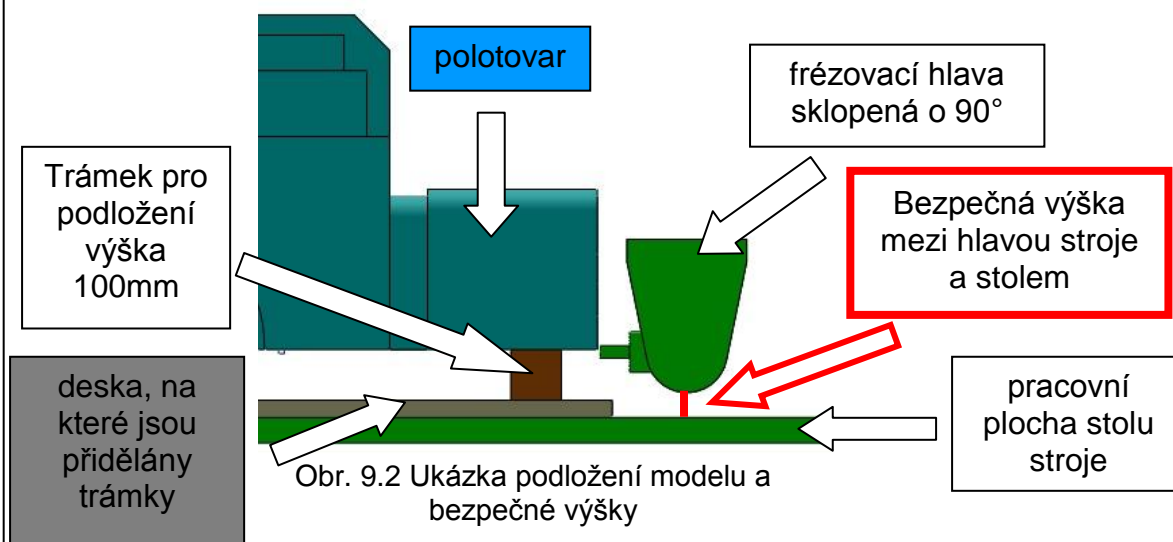 polotovar
frézovací hlava
sklopená o 90°
Trámek pro
podložení
výška
100mm
Bezpečná výška
mezi hlavou stroje
a stolem
deska, na
které jsou
přidělány
trámky
pracovní
plocha stolu
stroje
Obr. 9.2 Ukázka podložení modelu a
bezpečné výšky